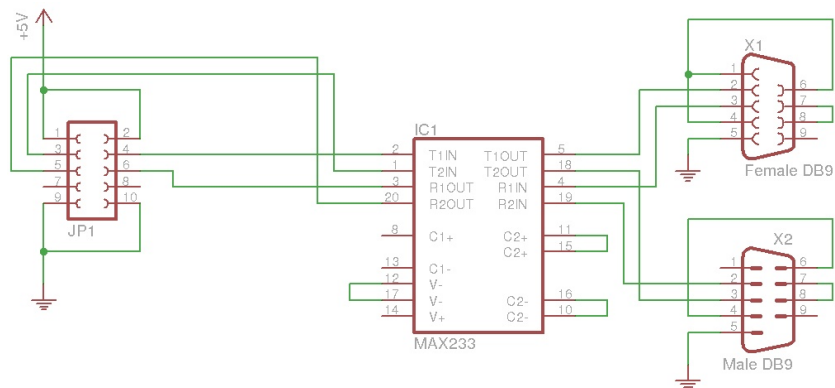 +5V
1 2
3 4
5 6
7 8
9 10
JP1
IC1
2 T1IN T1OUT 5
1 T2IN T2OUT 18
3 R1OUT R1IN 4
20 R2OUT R2IN 19
8 C1+ C2+ 11
C2+ 15
13 C1-
12 V-
17 V- C2- 16
14 V+ C2- 10
MAX233
X1
1
6
2
7
3
8
4
9
5
Female DB9
X2
1 6
2 7
3 8
4 9
5
Male DB9